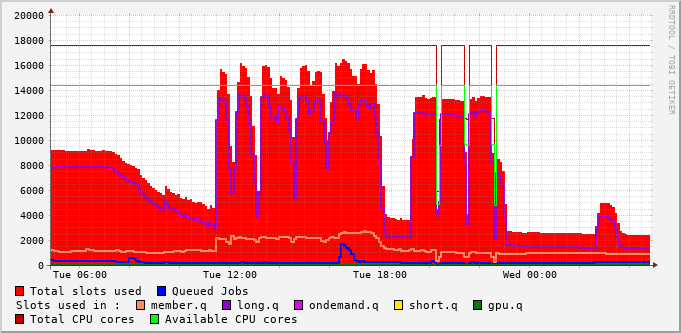 RRDTOOL / TOBI OETIKER
20000
18000
16000
14000
12000
10000
8000
6000
4000
2000
0
Tue 06:00 Tue 12:00 Tue 18:00 Wed 00:00
Total slots used Queued Jobs
Slots used in : member.q long.q ondemand.q short.q gpu.q
Total CPU cores Available CPU cores